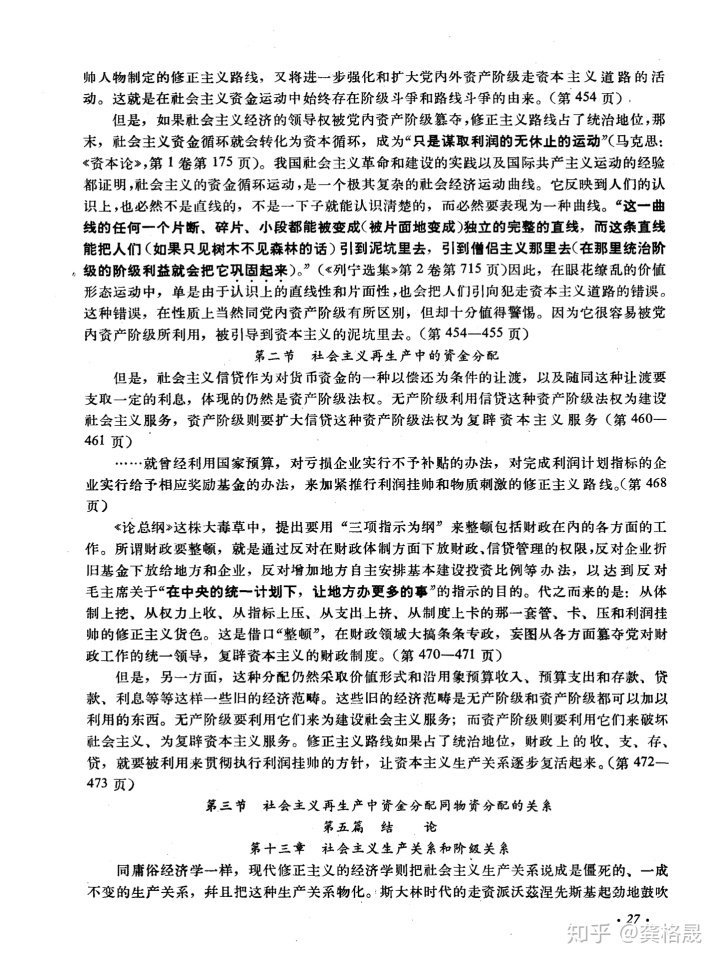 帅人物制定的修正主义路线，又将进一步强化和扩大党内外资产阶级走资本主义道路的活
动。这就是在社会主义资金运动中始终存在阶级斗争和路线斗争的由来。（第 454 页）
但是，如果社会主义经济的领导权被党内资产阶级篡夺，修正主义路线占了统治地位，那
末，社会主义资金循环就会转化为资本循环，成为“只是谋取利润的无休止的运动”（马克思：
《资本论》，第 1 卷第 175 页）。我国社会主义革命和建设的实践以及国际共产主义运动的经验
都证明，社会主义的资金循环运动，是一个极其复杂的社会经济运动曲线。它反映到人们的认
识上，也必然不是直线的，不是一下子就能认识清楚的，而必然要表现为一种曲线。“这一曲
线的任何一个片断、碎片、小段都能被变成（被片面地变成）独立的完整的直线，而这条直线
能把人们（如果只见树木不见森林的话）引到泥坑里去，引到僧侣主义那里去（在那里统治阶
级的阶级利益就会把它巩固起来）。”（《列宁选集》第 2 卷第 715 页）因此，在眼花缭乱的价值
形态运动中，单是由于认识上的直线性和片面性，也会把人们引向犯走资本主义道路的错误。
这种错误，在性质上当然同党内资产阶级有所区别，但却十分值得警惕。因为它很容易被党
内资产阶级所利用，被引导到资本主义的泥坑里去。（第 454—455 页）
第二节　社会主义再生产中的资金分配
但是，社会主义信贷作为对货币资金的一种以偿还为条件的让渡，以及随同这种让渡要
支取一定的利息，体现的仍然是资产阶级法权。无产阶级利用信贷这种资产阶级法权为建设
社会主义服务，资产阶级则要扩大信贷这种资产阶级法权为复辟资本主义服务（第 460—
461 页）
……就曾经利用国家预算，对亏损企业实行不予补贴的办法，对完成利润计划指标的企
业实行给予相应奖励基金的办法，来加紧推行利润挂帅和物质刺激的修正主义路线。（第 468
页）
《论总纲》这株大毒草中，提出要用“三项指示为纲”来整顿包括财政在内的各方面的工
作。所谓财政要整顿，就是通过反对在财政体制方面下放财政、信贷管理的权限，反对企业折
旧基金下放给地方和企业，反对增加地方自主安排基本建设投资比例等办法，以达到反对
毛主席关于“在中央的统一计划下，让地方办更多的事”的指示的目的。代之而来的是：从体
制上挖、从权力上收、从指标上压、从支出上挤、从制度上卡的那一套管、卡、压和利润挂
帅的修正主义货色。这是借口“整顿”，在财政领域大搞条条专政，妄图从各方面篡夺党对财
政工作的统一领导，复辟资本主义的财政制度。（第 470—471 页）
但是，另一方面，这种分配仍然采取价值形式和沿用象预算收入、预算支出和存款、贷
款、利息等等这样一些旧的经济范畴。这些旧的经济范畴是无产阶级和资产阶级都可以加以
利用的东西。无产阶级要利用它们来为建设社会主义服务；而资产阶级则要利用它们来破坏
社会主义、为复辟资本主义服务。修正主义路线如果占了统治地位，财政上的收、支、存、
贷，就要被利用来贯彻执行利润挂帅的方针，让资本主义生产关系逐步复活起来。（第 472—
473 页）
第三节　社会主义再生产中资金分配同物资分配的关系
第五篇　结　论
第十三章　社会主义生产关系和阶级关系
同庸俗经济学一样，现代修正主义的经济学则把社会主义生产关系说成是僵死的、一成
不变的生产关系，并且把这种生产关系物化。斯大林时代的走资派沃兹涅先斯基起劲地鼓吹
· 27 ·
知乎 @龚格晟